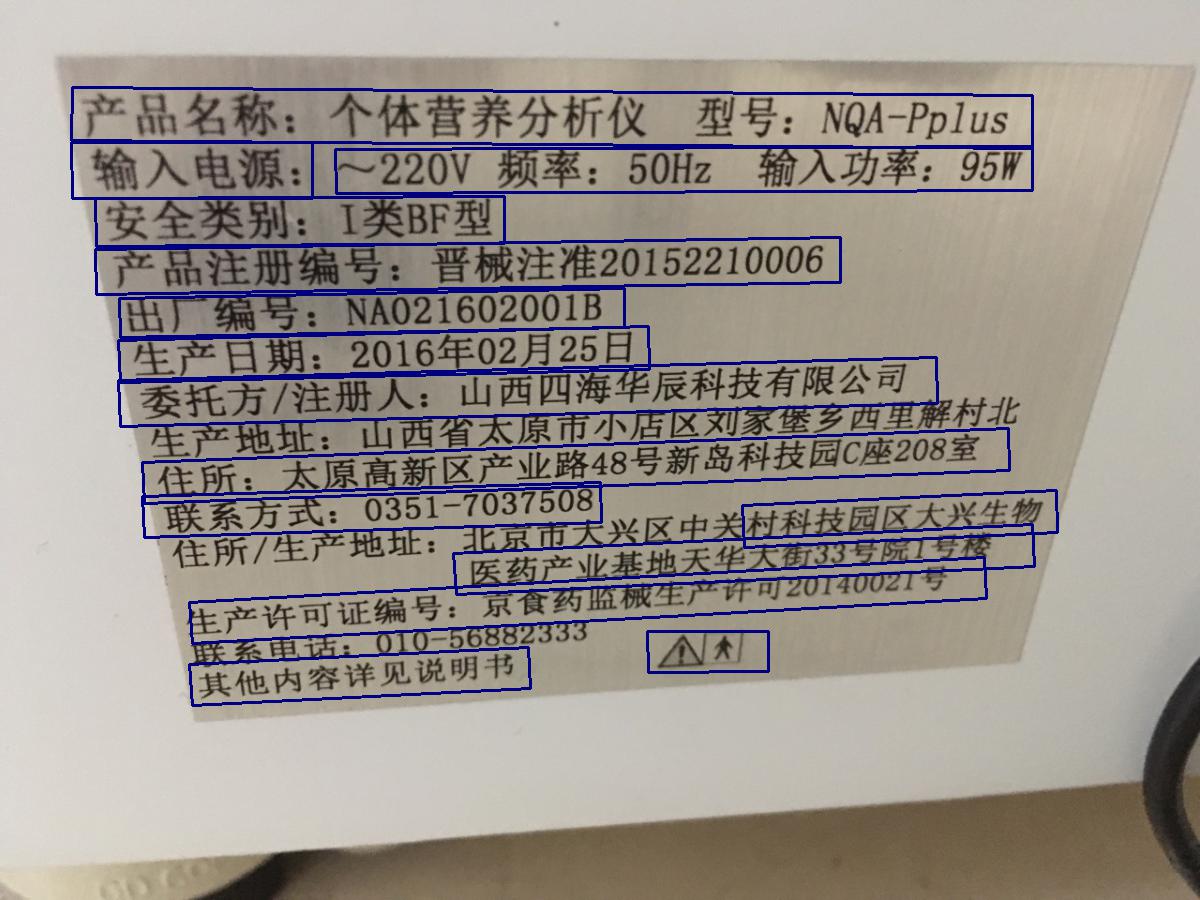 产品名称：个体营养分析仪 型号：NQA-Pplus
输入电源：～220V 频率：50Hz 输入功率：95W
安全类别：I类BF型
产品注册编号：晋械注准20152210006
出厂编号：NA021602001B
生产日期：2016年02月25日
委托方/注册人：山西四海华辰科技有限公司
生产地址：山西省太原市小店区刘家堡乡西里解村北
住所：太原高新区产业路48号新岛科技园C座208室
联系方式：0351-7037508
住所/生产地址：北京市大兴区中关村科技园区大兴生物
医药产业基地天华大街33号院1号楼
生产许可证编号：京食药监械生产许可20140021号
联系电话：010-56882333
其他内容详见说明书